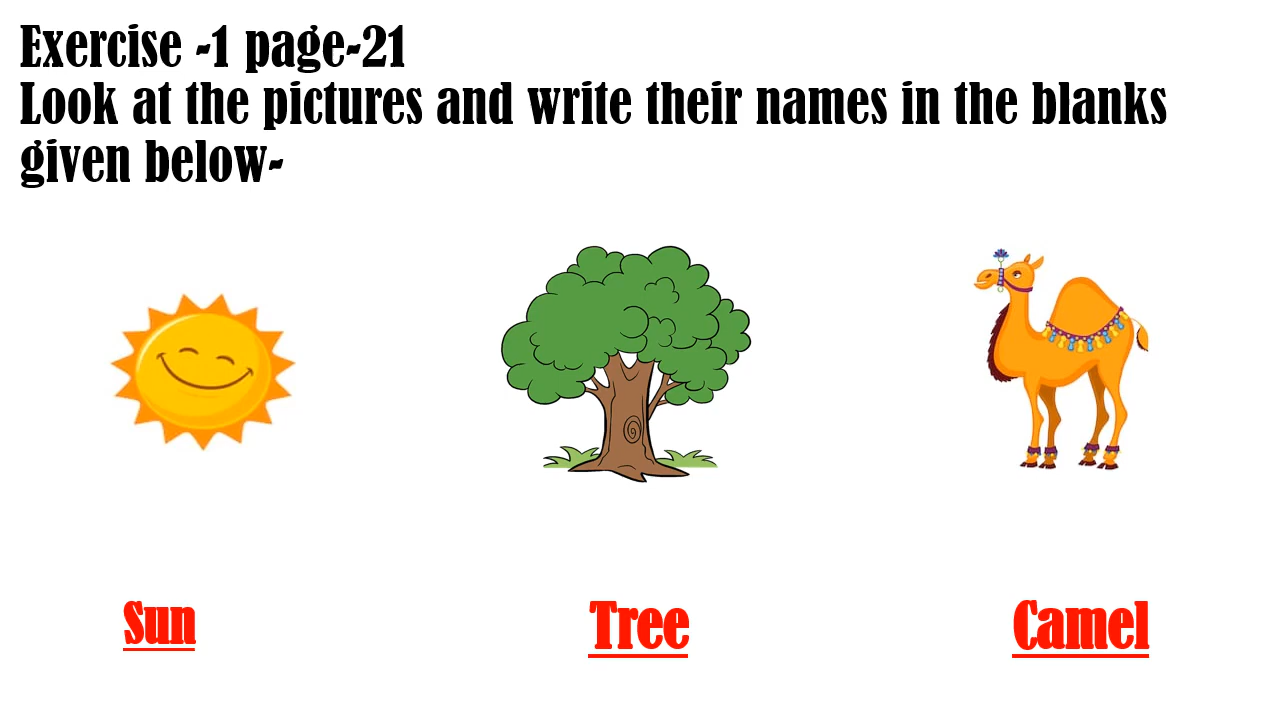 Exercise -1 page-21
Look at the pictures and write their names in the blanks
given below-
Sun
Tree
Camel